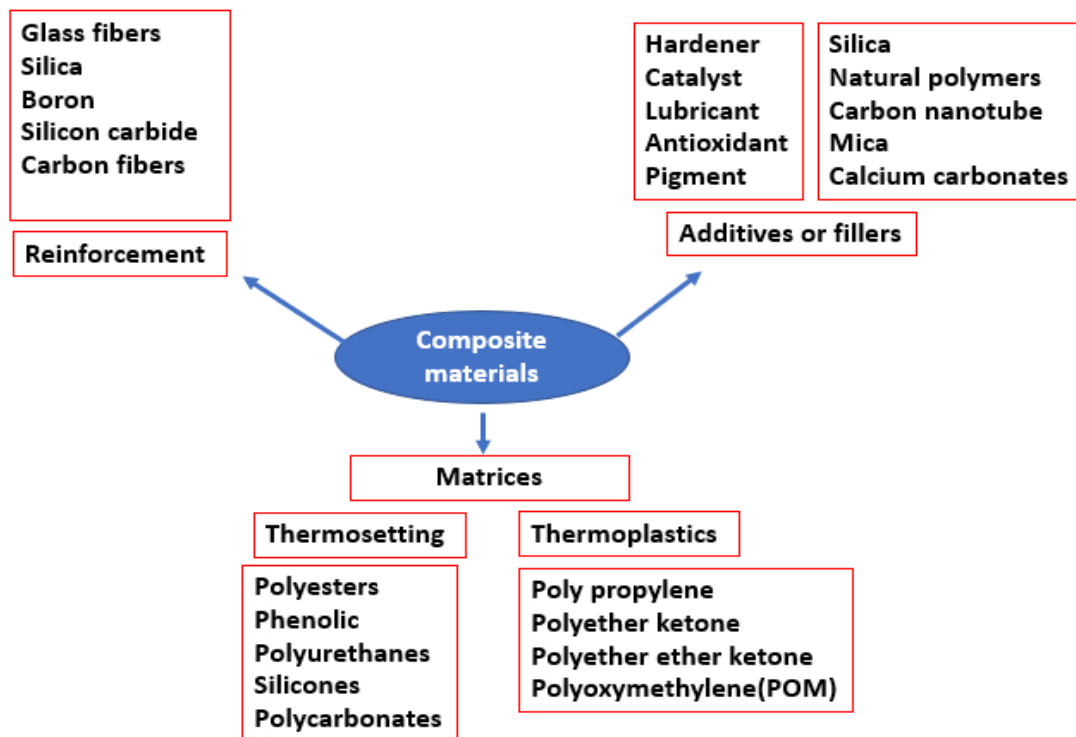 Glass fibers
Silica
Boron
Silicon carbide
Carbon fibers
Reinforcement
Hardener
Catalyst
Lubricant
Antioxidant
Pigment
Silica
Natural polymers
Carbon nanotube
Mica
Calcium carbonates
Additives or fillers
Composite
materials
Matrices
Thermosetting
Polyesters
Phenolic
Polyurethanes
Silicones
Polycarbonates
Thermoplastics
Poly propylene
Polyether ketone
Polyether ether ketone
Polyoxymethylene(POM)